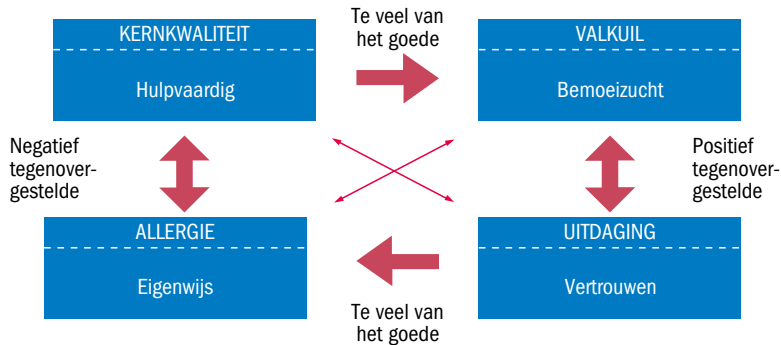 KERNKWALITEIT
Hulpvaardig
Te veel van
het goede
VALKUIL
Bemoeizucht
Negatief
tegenover-
gestelde
Positief
tegenover-
gestelde
ALLERGIE
Eigenwijs
Te veel van
het goede
UITDAGING
Vertrouwen